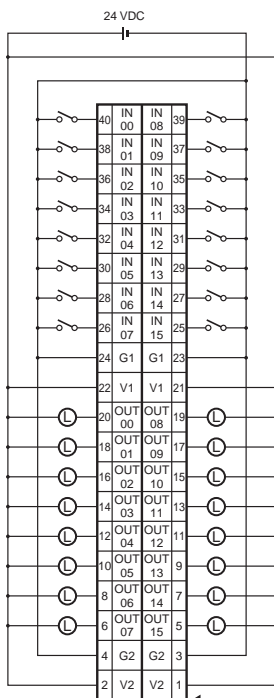 24 VDC
40 IN 00 IN 08 39
38 IN 01 IN 09 37
36 IN 02 IN 10 35
34 IN 03 IN 11 33
32 IN 04 IN 12 31
30 IN 05 IN 13 29
28 IN 06 IN 14 27
26 IN 07 IN 15 25
24 G1 G1 23
22 V1 V1 21
L 20 OUT 00 OUT 08 19 L
L 18 OUT 01 OUT 09 17 L
L 16 OUT 02 OUT 10 15 L
L 14 OUT 03 OUT 11 13 L
L 12 OUT 04 OUT 12 11 L
L 10 OUT 05 OUT 13 9 L
L 8 OUT 06 OUT 14 7 L
L 6 OUT 07 OUT 15 5 L
4 G2 G2 3
2 V2 V2 1